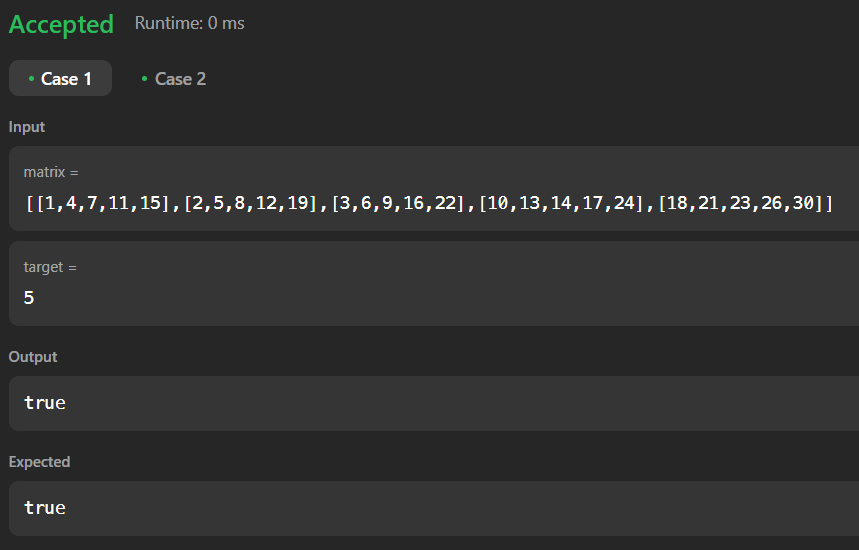 Accepted Runtime: 0 ms
Case 1 Case 2
Input
matrix =
[[1,4,7,11,15],[2,5,8,12,19],[3,6,9,16,22],[10,13,14,17,24],[18,21,23,26,30]]
target =
5
Output
true
Expected
true